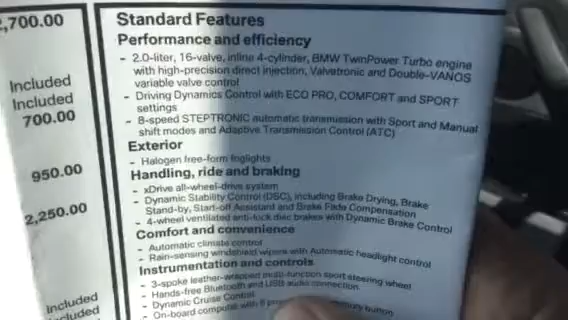 ,700.00
Included
Included
700.00
950.00
2,250.00
Included
Standard Features
Performance and efficiency
- 2.0-liter, 16-valve, inline 4-cylinder, BMW TwinPower Turbo engine
with high-precision direct injection, Valvetronic and Double-VANOS
variable valve control
- Driving Dynamics Control with ECO PRO, COMFORT and SPORT
settings
- 8-speed STEPTRONIC automatic transmission with Sport and Manual
shift modes and Adaptive Transmission Control (ATC)
Exterior
- Halogen free-form foglights
Handling, ride and braking
- xDrive all-wheel-drive system
- Dynamic Stability Control (DSC), including Brake Drying, Brake
Stand-by, Start-off Assistant and Brake Fade Compensation
- 4-wheel ventilated anti-lock disc brakes with Dynamic Brake Control
Comfort and convenience
- Automatic climate control
- Rain-sensing windshield wipers with Automatic headlight control
Instrumentation and controls
- 3-spoke leather-wrapped multi-function sport steering wheel
- Hands-free Bluetooth and USB audio connection
- Dynamic Cruise Control
- On-board computer with button